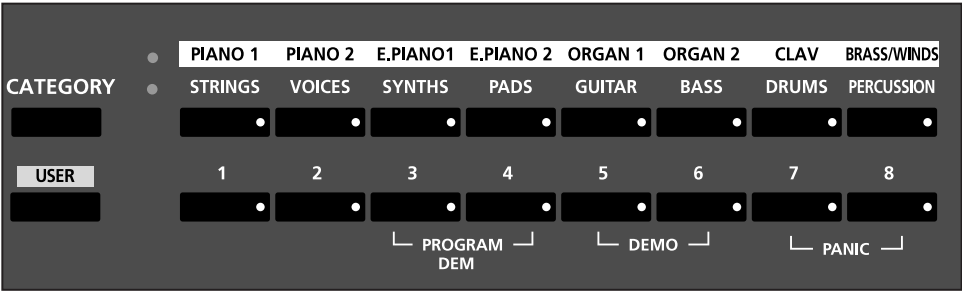 PIANO 1 PIANO 2 E.PIANO1 E.PIANO 2 ORGAN 1 ORGAN 2 CLAV BRASS/WINDS
CATEGORY STRINGS VOICES SYNTHS PADS GUITAR BASS DRUMS PERCUSSION
USER 1 2 3 4 5 6 7 8
PROGRAM DEMO PANIC
DEM